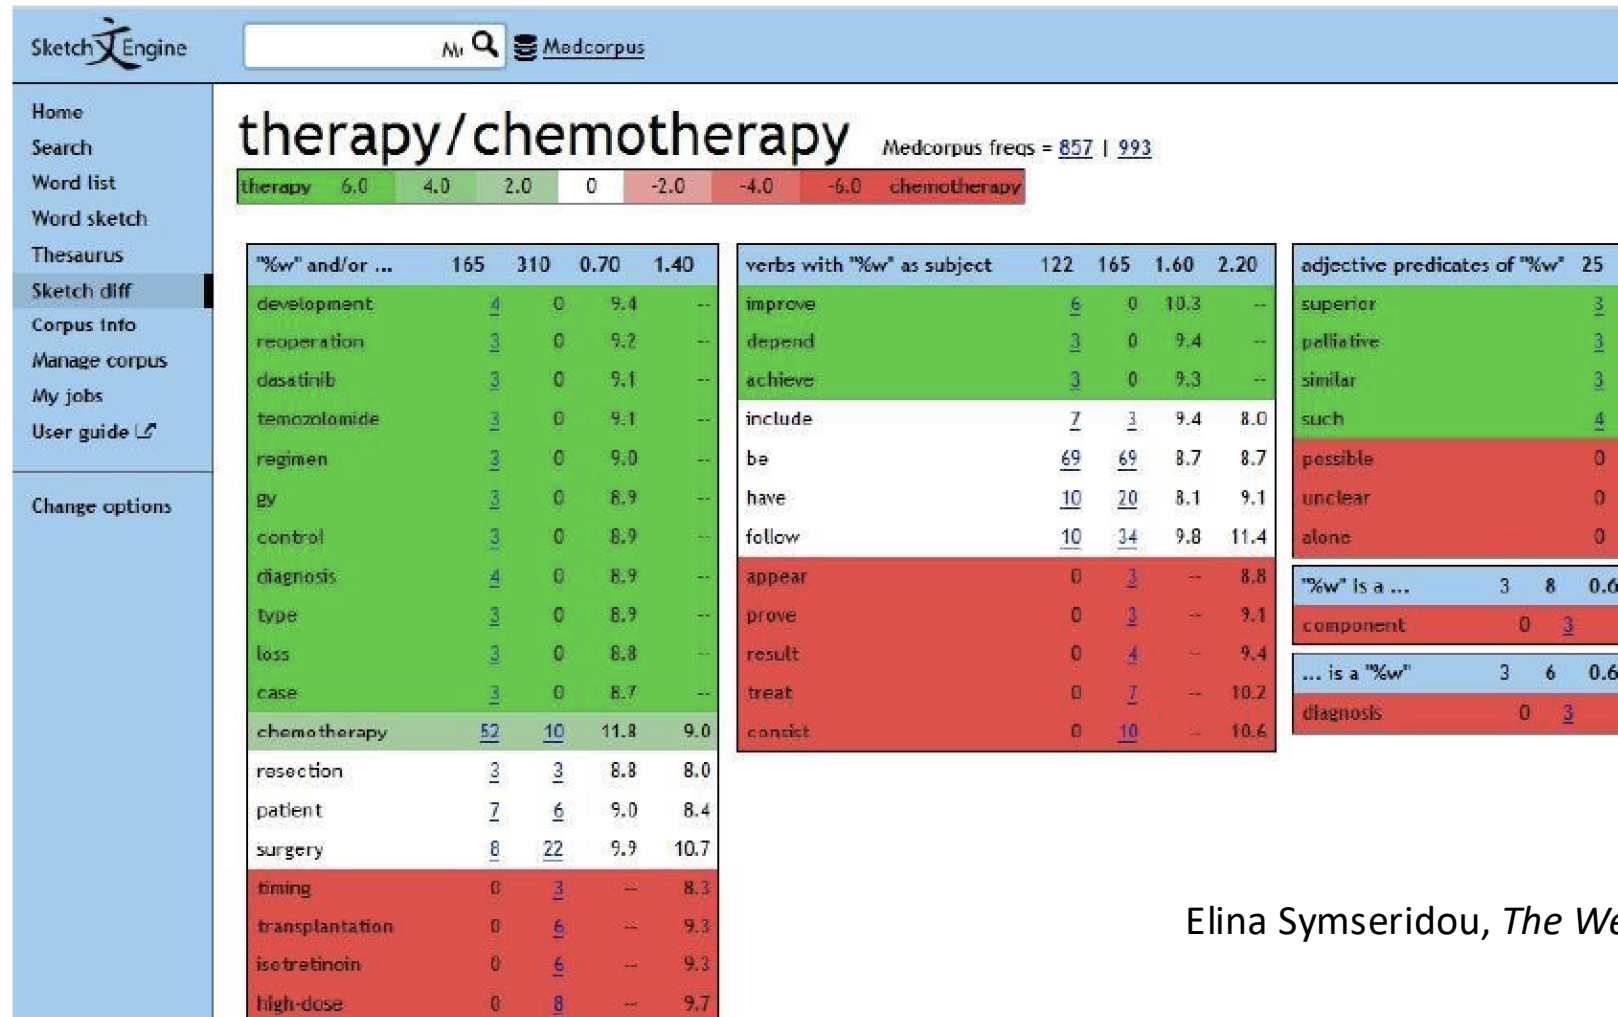 Sketch Engine
Medcorpus
Home
Search
Word list
Word sketch
Thesaurus
Sketch diff
Corpus info
Manage corpus
My jobs
User guide
Change options
therapy/chemotherapy Medcorpus freqs = 857 | 993
therapy 6.0 4.0 2.0 0 -2.0 -4.0 -6.0 chemotherapy
"%w" and/or ... 165 310 0.70 1.40
development 4 0 9.4 --
reoperation 3 0 9.2 --
dasatinib 3 0 9.1 --
temozolomide 3 0 9.1 --
regimen 3 0 9.0 --
gy 3 0 8.9 --
control 3 0 8.9 --
diagnosis 4 0 8.9 --
type 3 0 8.9 --
loss 3 0 8.8 --
case 3 0 8.7 --
chemotherapy 52 10 11.8 9.0
resection 3 3 8.8 8.0
patient 7 6 9.0 8.4
surgery 8 22 9.9 10.7
timing 0 3 -- 8.3
transplantation 0 6 -- 9.3
isotretinoin 0 6 -- 9.3
high-dose 0 8 -- 9.7
verbs with "%w" as subject 122 165 1.60 2.20
improve 6 0 10.3 --
depend 3 0 9.4 --
achieve 3 0 9.3 --
include 7 3 9.4 8.0
be 69 69 8.7 8.7
have 10 20 8.1 9.1
follow 10 34 9.8 11.4
appear 0 3 -- 8.8
prove 0 3 -- 9.1
result 0 4 -- 9.4
treat 0 7 -- 10.2
consist 0 10 -- 10.6
adjective predicates of "%w" 25
superior 3
palliative 3
similar 3
such 4
possible 0
unclear 0
alone 0
"%w" is a ... 3 8 0.6
component 0 3
... is a "%w" 3 6 0.6
diagnosis 0 3
Elina Symseridou, The We